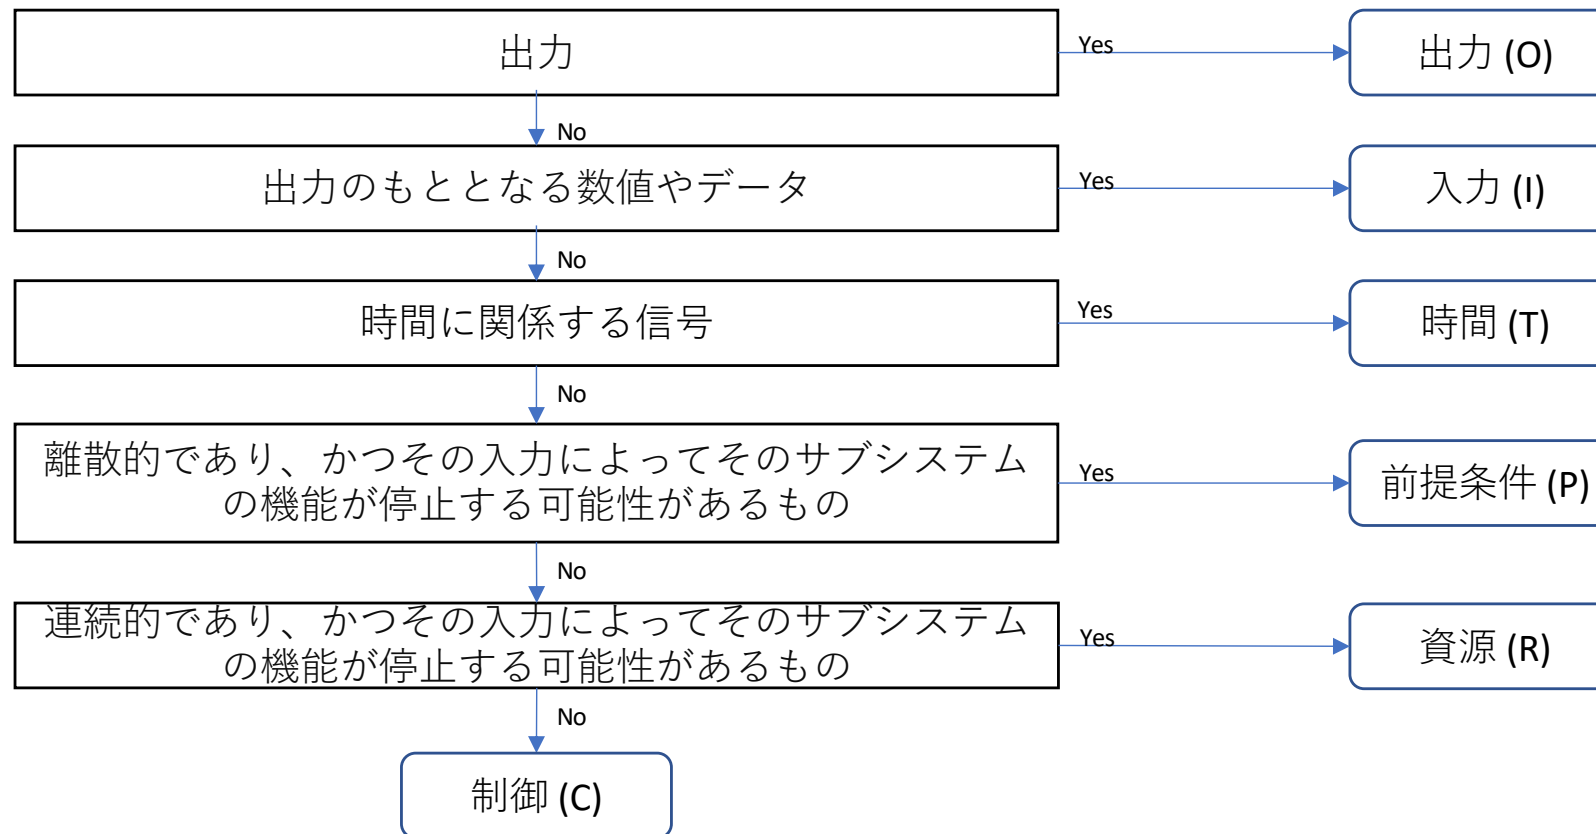 出力
Yes
出力 (O)
No
出力のもととなる数値やデータ
Yes
入力 (I)
No
時間に関係する信号
Yes
時間 (T)
No
離散的であり、かつその入力によってそのサブシステム
の機能が停止する可能性があるもの
Yes
前提条件 (P)
No
連続的であり、かつその入力によってそのサブシステム
の機能が停止する可能性があるもの
Yes
資源 (R)
No
制御 (C)